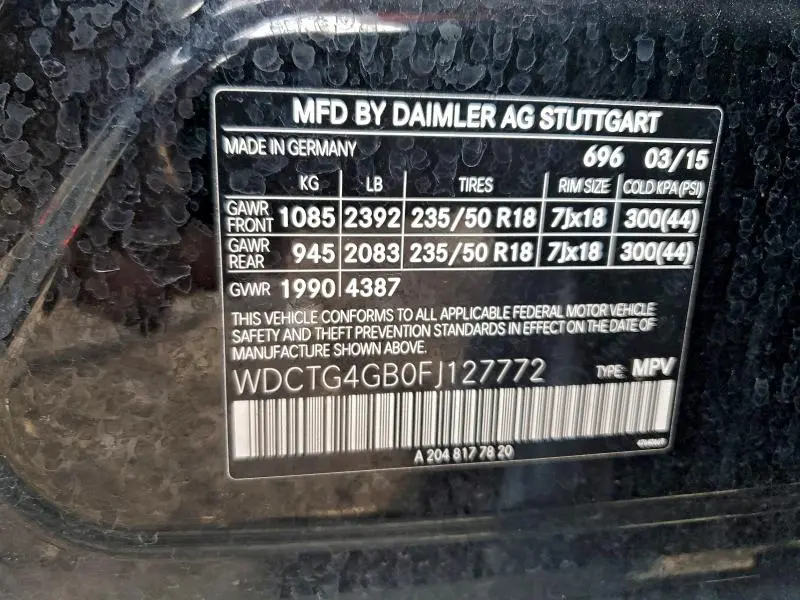 MFD BY DAIMLER AG STUTTGART
MADE IN GERMANY 696 03/15
KG LB TIRES RIM SIZE COLD KPA (PSI)
GAWR FRONT 1085 2392 235/50 R18 7Jx18 300(44)
GAWR REAR 945 2083 235/50 R18 7Jx18 300(44)
GVWR 1990 4387
THIS VEHICLE CONFORMS TO ALL APPLICABLE FEDERAL MOTOR VEHICLE
SAFETY AND THEFT PREVENTION STANDARDS IN EFFECT ON THE DATE OF
MANUFACTURE SHOWN ABOVE.
WDCTG4GB0FJ127772 TYPE: MPV
A 204 817 78 20